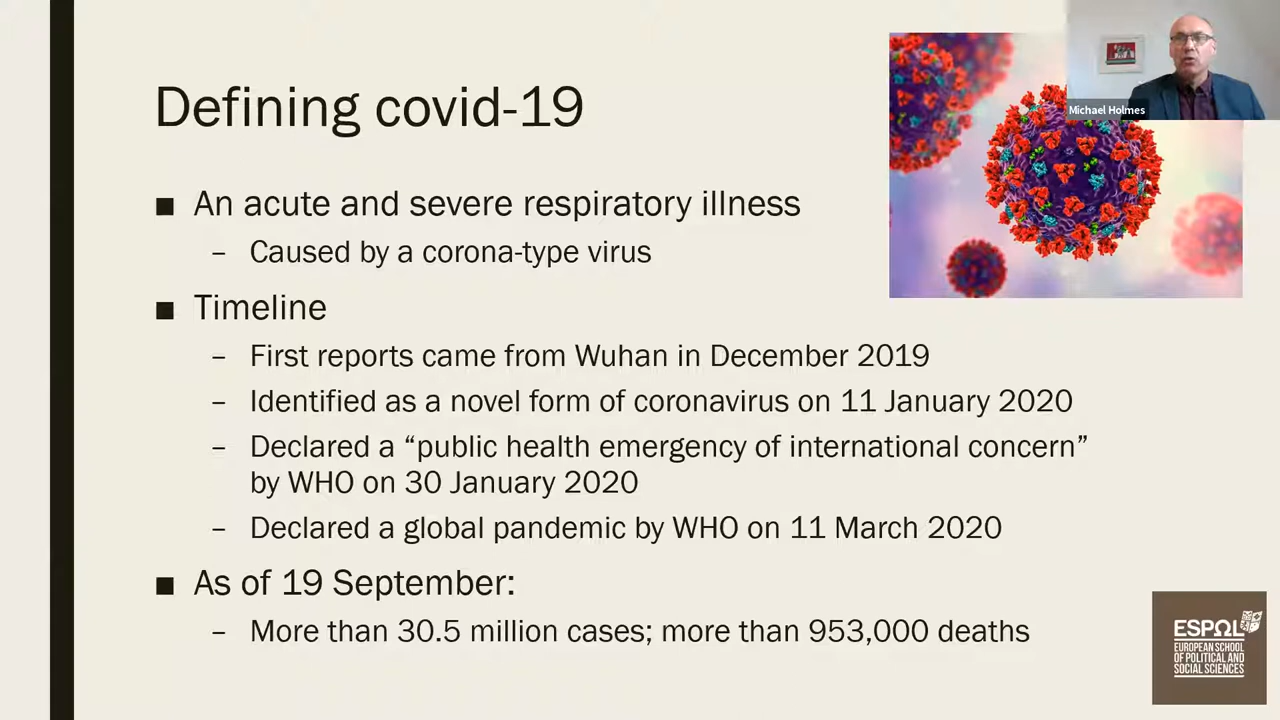 Defining covid-19
Michael Holmes
■ An acute and severe respiratory illness
– Caused by a corona-type virus
■ Timeline
– First reports came from Wuhan in December 2019
– Identified as a novel form of coronavirus on 11 January 2020
– Declared a “public health emergency of international concern”
by WHO on 30 January 2020
– Declared a global pandemic by WHO on 11 March 2020
■ As of 19 September:
– More than 30.5 million cases; more than 953,000 deaths
ESPΩL
EUROPEAN SCHOOL
OF POLITICAL AND
SOCIAL SCIENCES